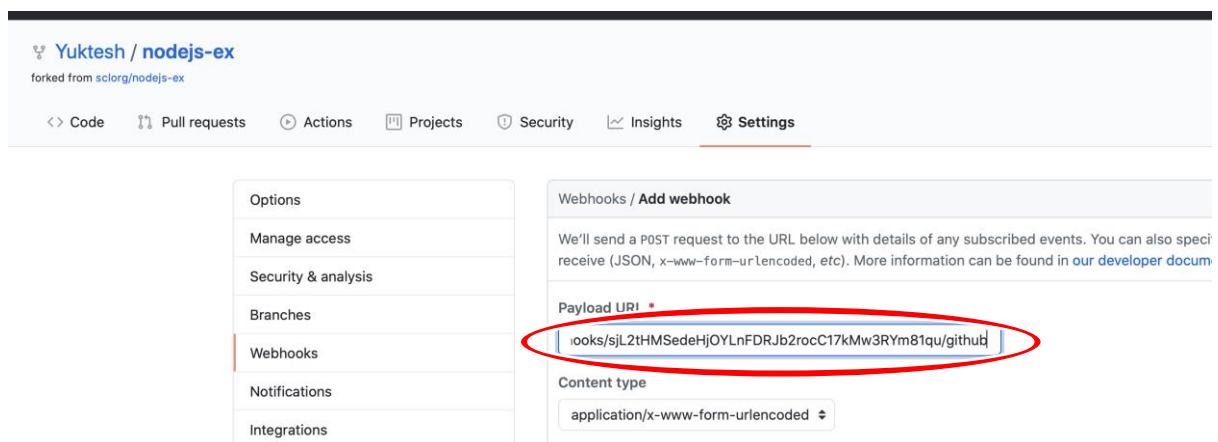 Yuktesh / nodejs-ex
forked from sclorg/nodejs-ex
<> Code Pull requests Actions Projects Security Insights Settings
Options
Manage access
Security & analysis
Branches
Webhooks
Notifications
Integrations
Webhooks / Add webhook
We'll send a POST request to the URL below with details of any subscribed events. You can also speci
receive (JSON, x-www-form-urlencoded, etc). More information can be found in our developer docum
Payload URL *
ooks/sjL2tHMSedeHjOYLnFDRJb2rocC17kMw3RYm81qu/github
Content type
application/x-www-form-urlencoded